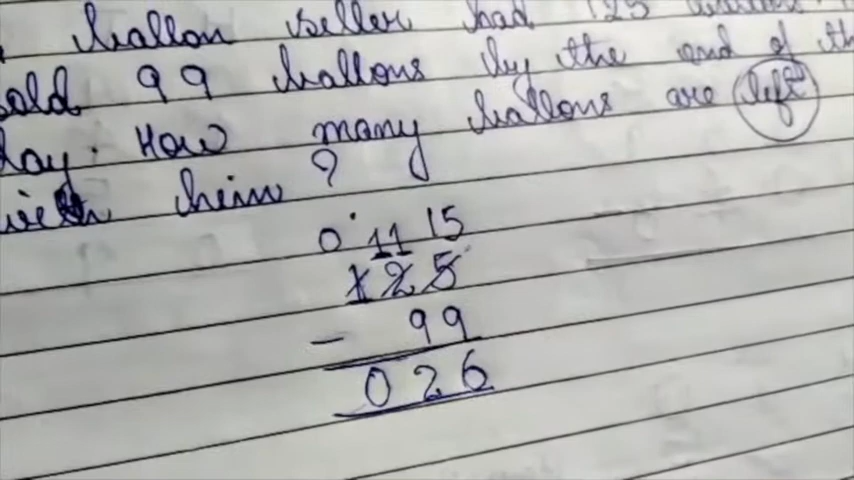 ballon seller had 125
sold 99 ballons by the end of the
day. How many ballons are left
with him ?
0 11 15
125
- 99
026